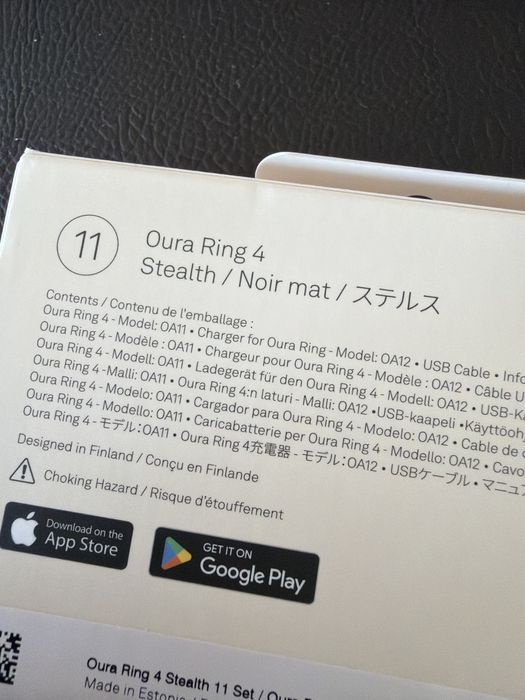 11
Oura Ring 4
Stealth / Noir mat / ステルス
Contents / Contenu de l'emballage :
Oura Ring 4 - Model: OA11 • Charger for Oura Ring - Model: OA12 • USB Cable • Info
Oura Ring 4 - Modèle : OA11 • Chargeur pour Oura Ring 4 - Modèle : OA12 • Câble U
Oura Ring 4 - Modell: OA11 • Ladegerät für den Oura Ring 4 - Modell: OA12 • USB-Ka
Oura Ring 4 -Malli: OA11 • Oura Ring 4:n laturi - Malli: OA12 •USB-kaapeli •Käyttöoh
Oura Ring 4 - Modelo: OA11 • Cargador para Oura Ring 4 - Modelo: OA12 • Cable de c
Oura Ring 4 - Modello: OA11 • Caricabatterie per Oura Ring 4 - Modello: OA12 • Cavo
Oura Ring 4 - モデル：OA11 • Oura Ring 4充電器 - モデル：OA12 • USBケーブル • マニュ
Designed in Finland / Conçu en Finlande
Choking Hazard / Risque d'étouffement
Download on the
App Store
GET IT ON
Google Play
Oura Ring 4 Stealth 11 Set / Oura
Made in Estonia